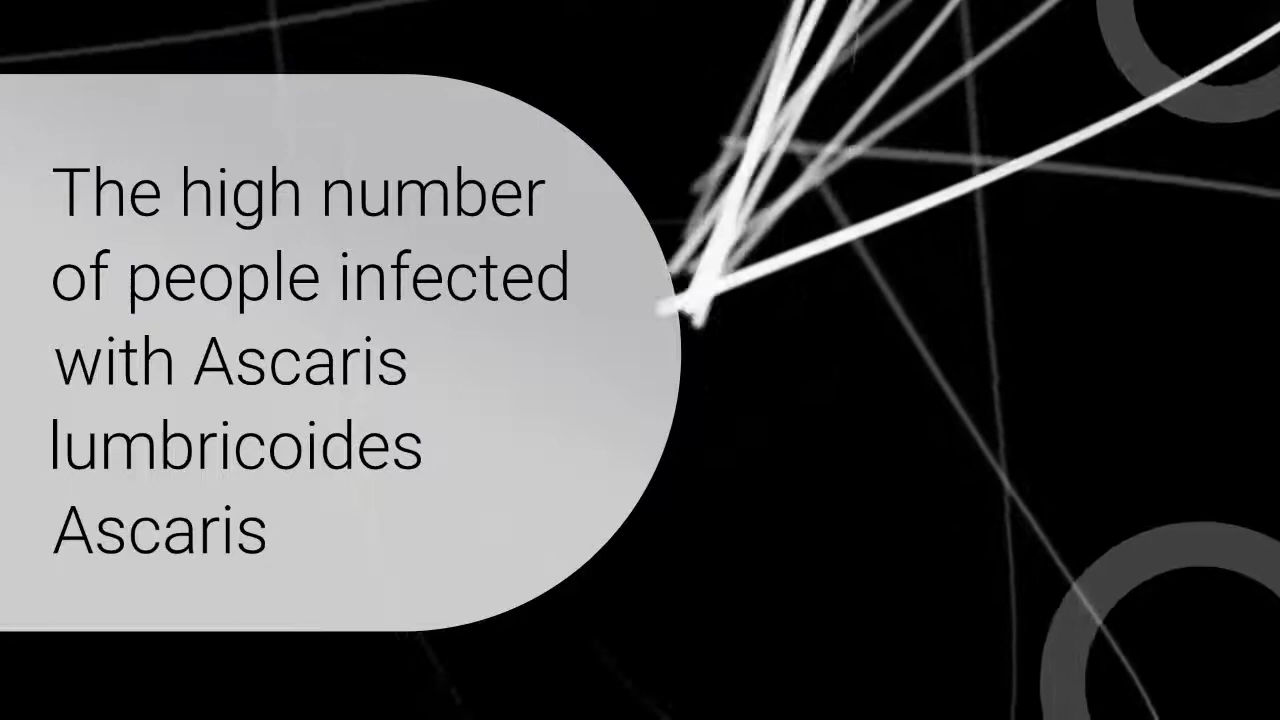 The high number
of people infected
with Ascaris
lumbricoides
Ascaris